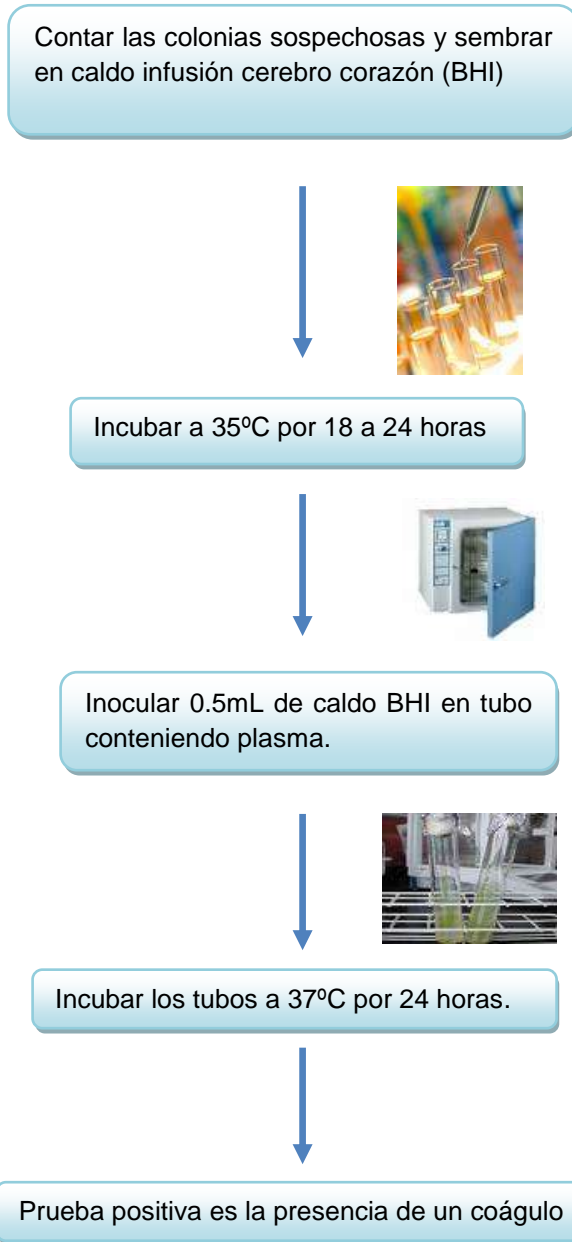 Contar las colonias sospechosas y sembrar
en caldo infusión cerebro corazón (BHI)
Incubar a 35ºC por 18 a 24 horas
Inocular 0.5mL de caldo BHI en tubo
conteniendo plasma.
Incubar los tubos a 37ºC por 24 horas.
Prueba positiva es la presencia de un coágulo